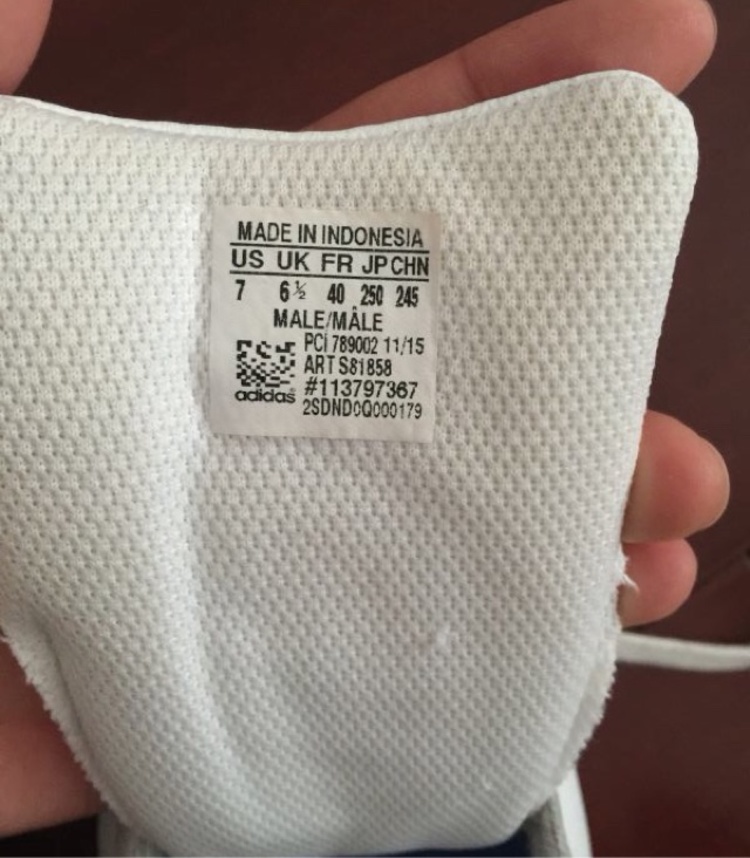 MADE IN INDONESIA
US UK FR JP CHN
7 6½ 40 250 245
MALE/MÂLE
PCI 789002 11/15
ART S81858
#113797367
adidas 2SDND0Q000179